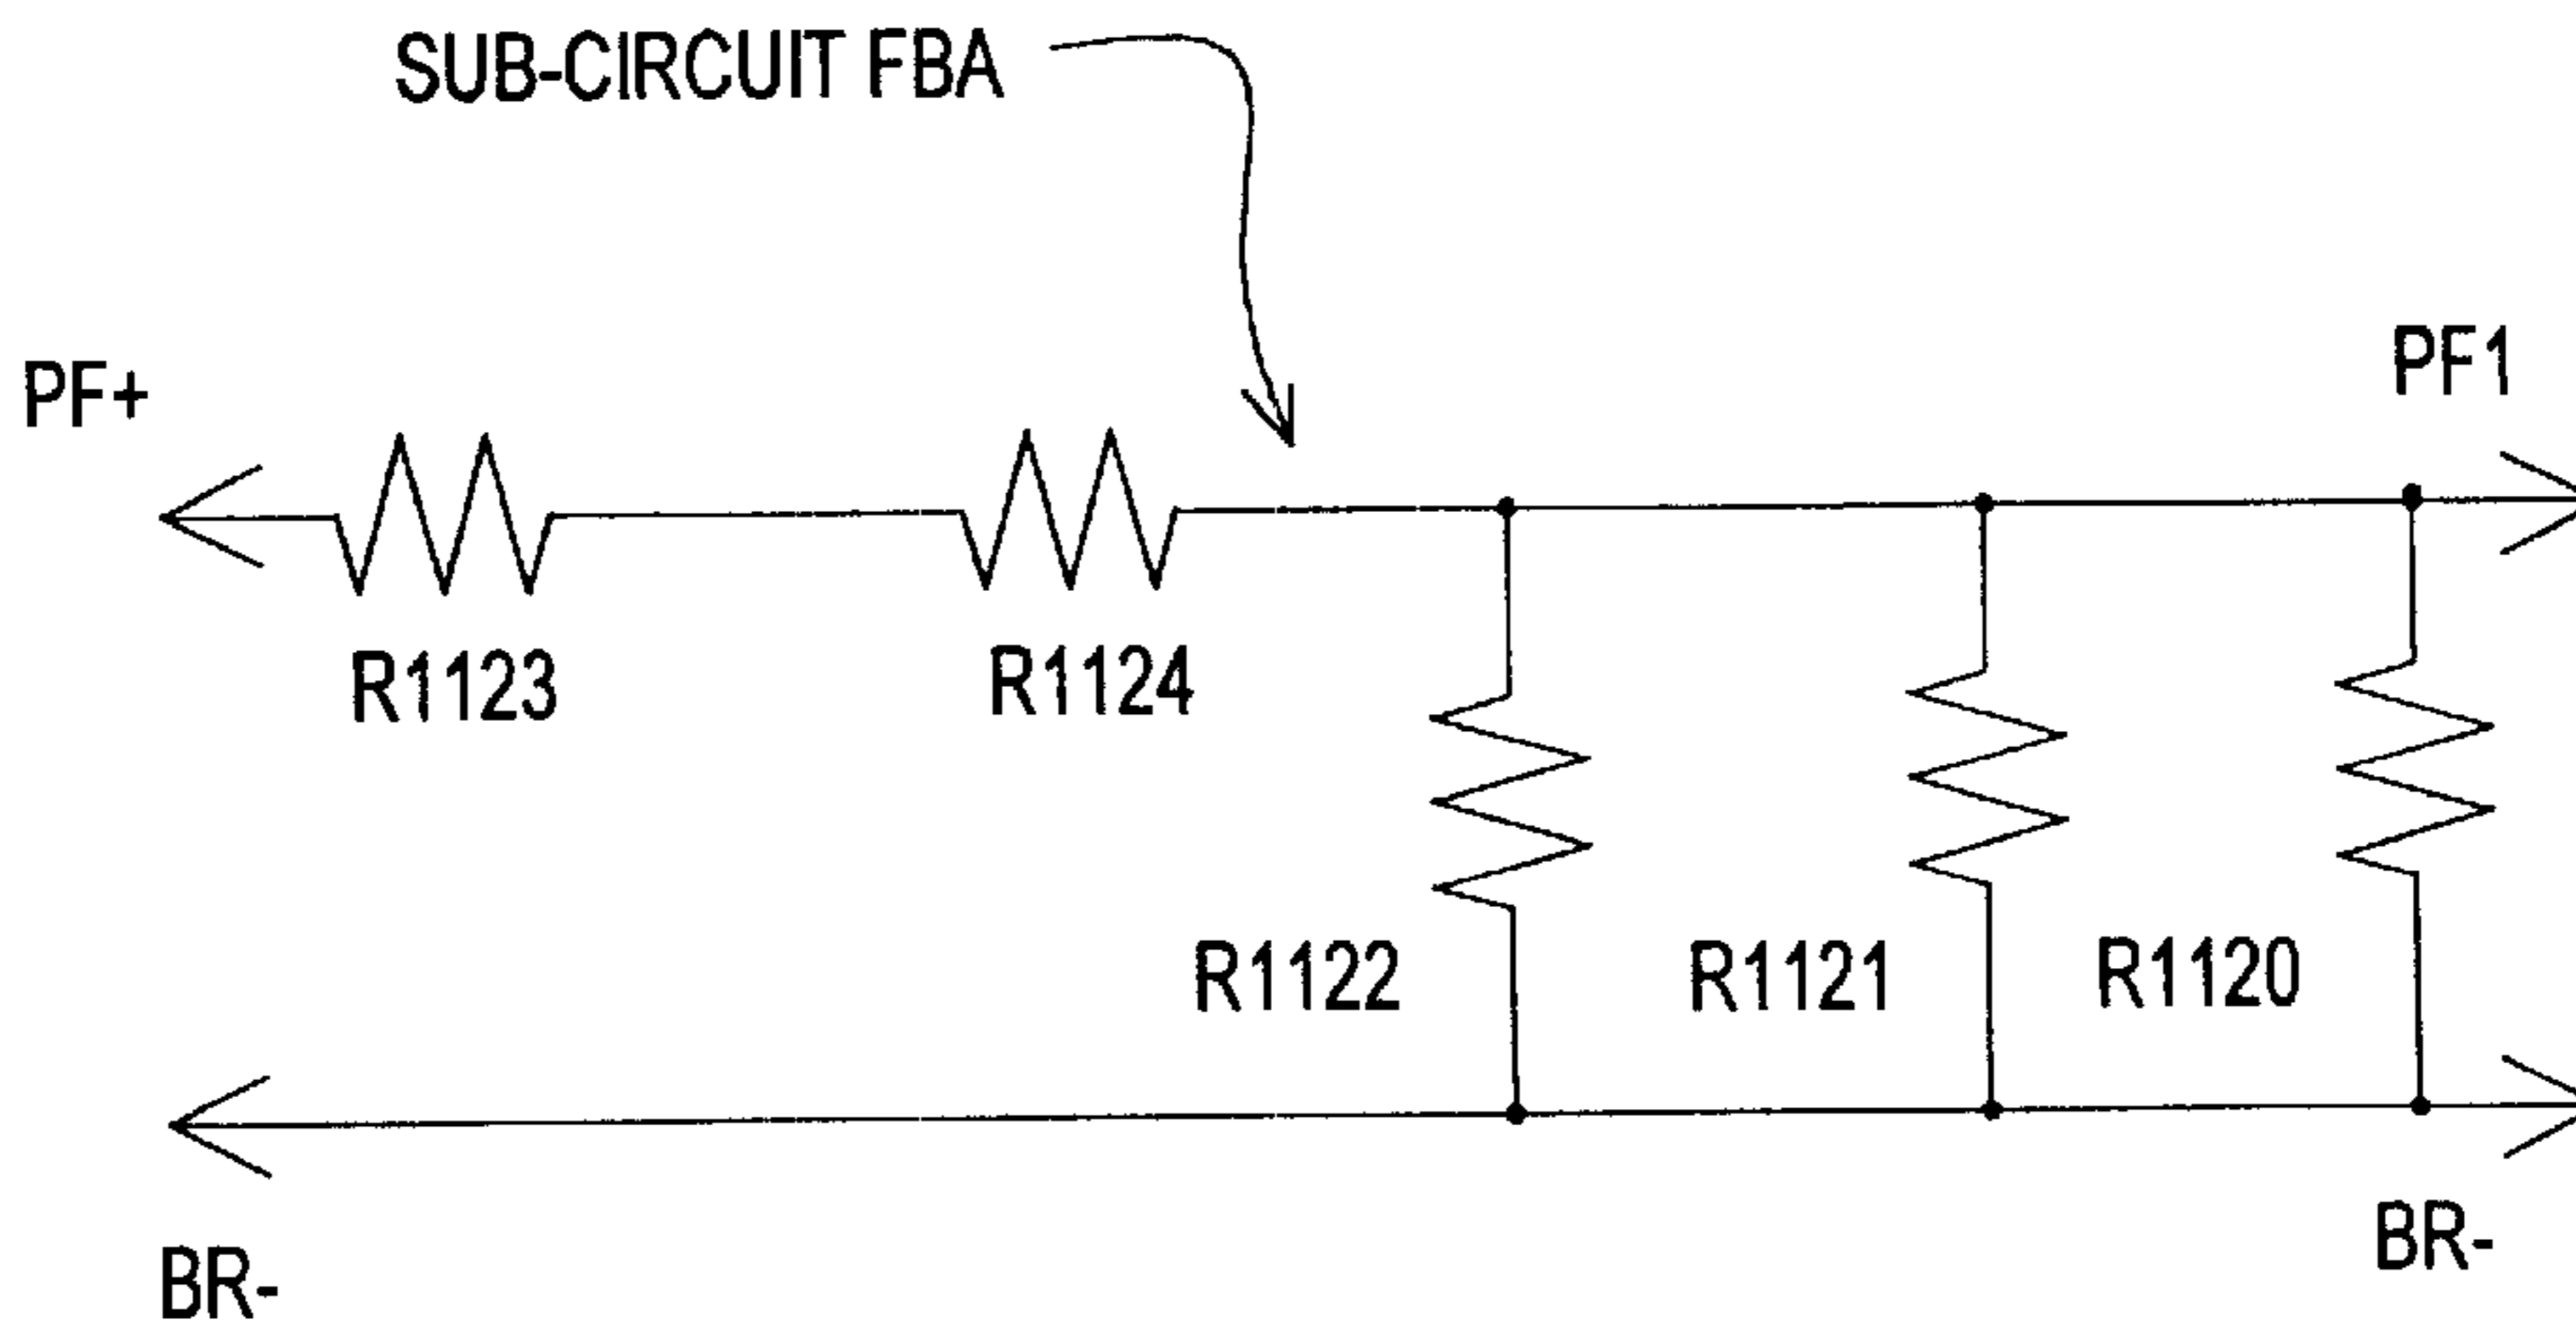 SUB-CIRCUIT FBA
PF+
PF1
R1123
R1124
R1122
R1121
R1120
BR-
BR-